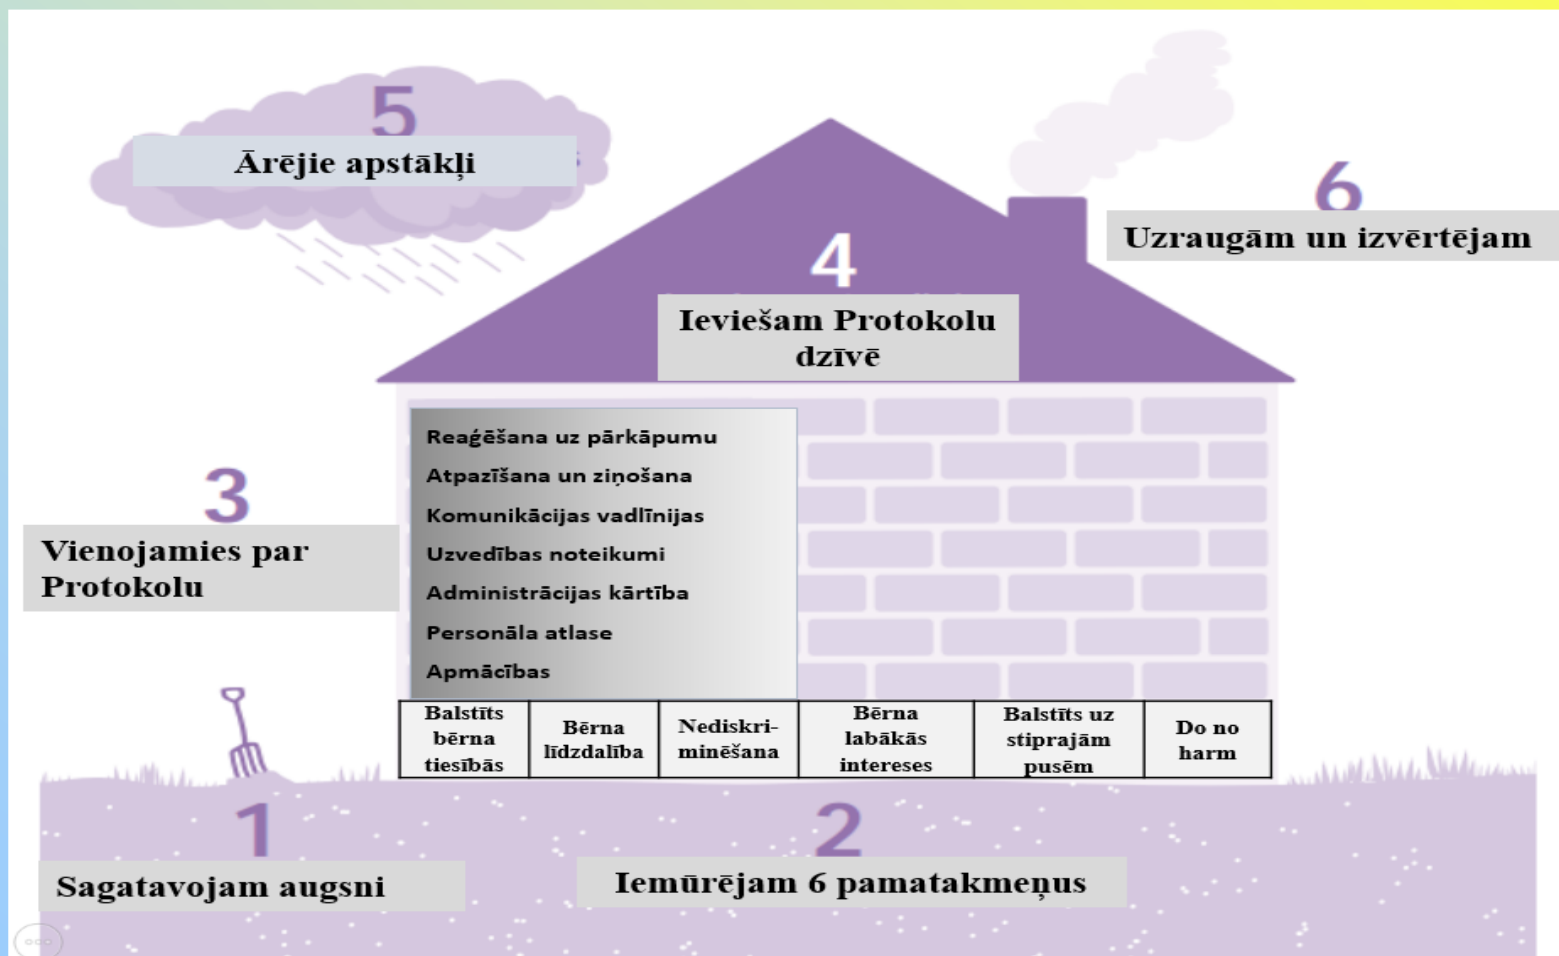 5
Ārējie apstākļi
6
Uzraugām un izvērtējam
4
Ieviešam Protokolu
dzīvē
3
Vienojamies par
Protokolu
Reaģēšana uz pārkāpumu
Atpazīšana un ziņošana
Komunikācijas vadlīnijas
Uzvedības noteikumi
Administrācijas kārtība
Personāla atlase
Apmācības
Balstīts
bērna
tiesībās
Bērna
līdzdalība
Nediskri-
minēšana
Bērna
labākās
intereses
Balstīts uz
stiprajām
pusēm
Do no
harm
1
Sagatavojam augsni
2
Iemūrējam 6 pamatakmeņus